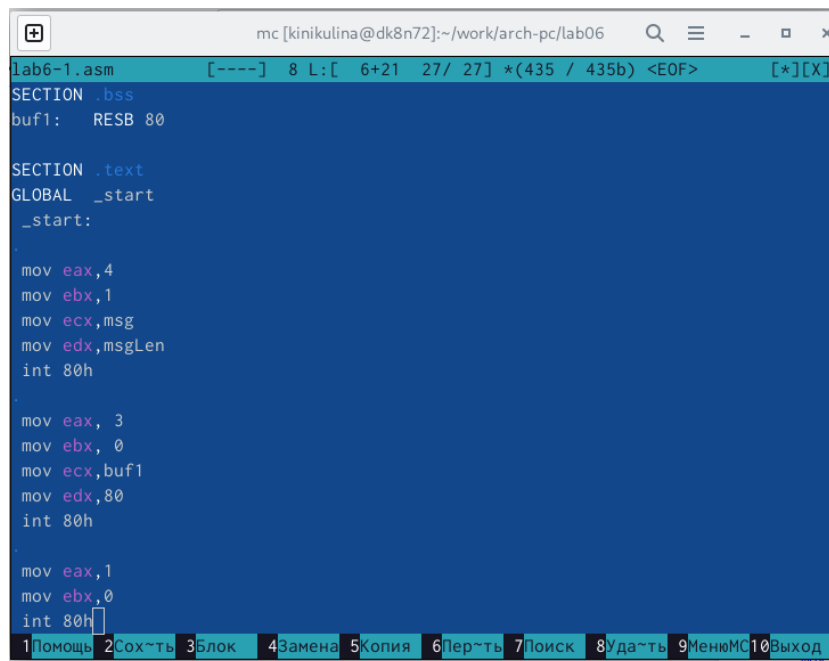 mc [kinikulina@dk8n72]:~/work/arch-pc/lab06
lab6-1.asm [----] 8 L:[ 6+21 27/ 27] *(435 / 435b) <EOF> [*][X]
SECTION .bss
buf1: RESB 80
SECTION .text
GLOBAL _start
_start:
.
mov eax,4
mov ebx,1
mov ecx,msg
mov edx,msgLen
int 80h
.
mov eax, 3
mov ebx, 0
mov ecx,buf1
mov edx,80
int 80h
.
mov eax,1
mov ebx,0
int 80h
1Помощь 2Сох~ть 3Блок 4Замена 5Копия 6Пер~ть 7Поиск 8Уда~ть 9МенюMC 10Выход